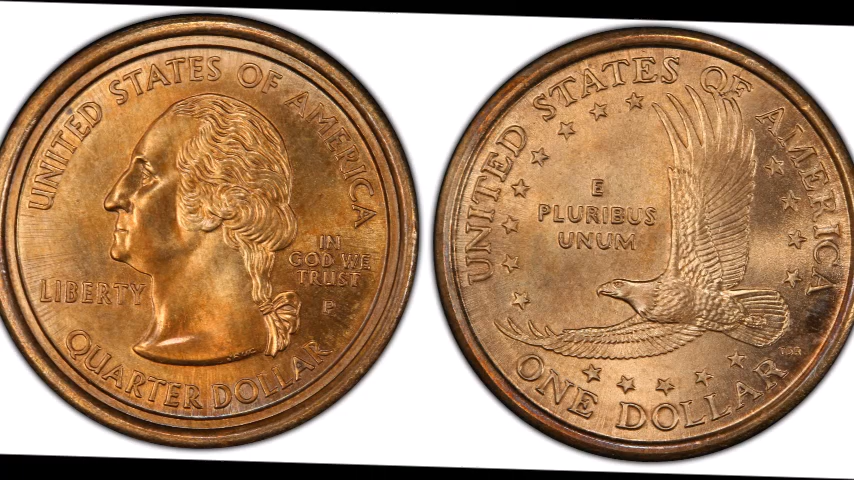 UNITED STATES OF AMERICA
LIBERTY
IN
GOD WE
TRUST
P
QUARTER DOLLAR
UNITED STATES OF AMERICA
E
PLURIBUS
UNUM
ONE DOLLAR